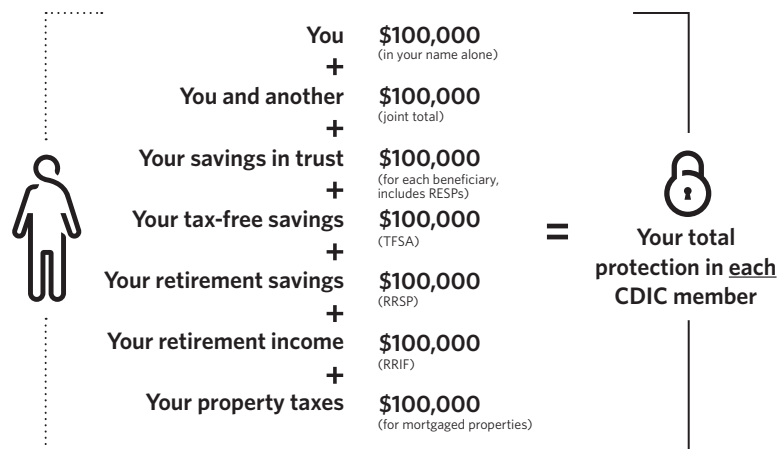 You $100,000
(in your name alone)
+
You and another $100,000
(joint total)
+
Your savings in trust $100,000
(for each beneficiary,
includes RESPs)
+
Your tax-free savings $100,000
(TFSA)
+
Your retirement savings $100,000
(RRSP)
+
Your retirement income $100,000
(RRIF)
+
Your property taxes $100,000
(for mortgaged properties)
=
Your total
protection in each
CDIC member